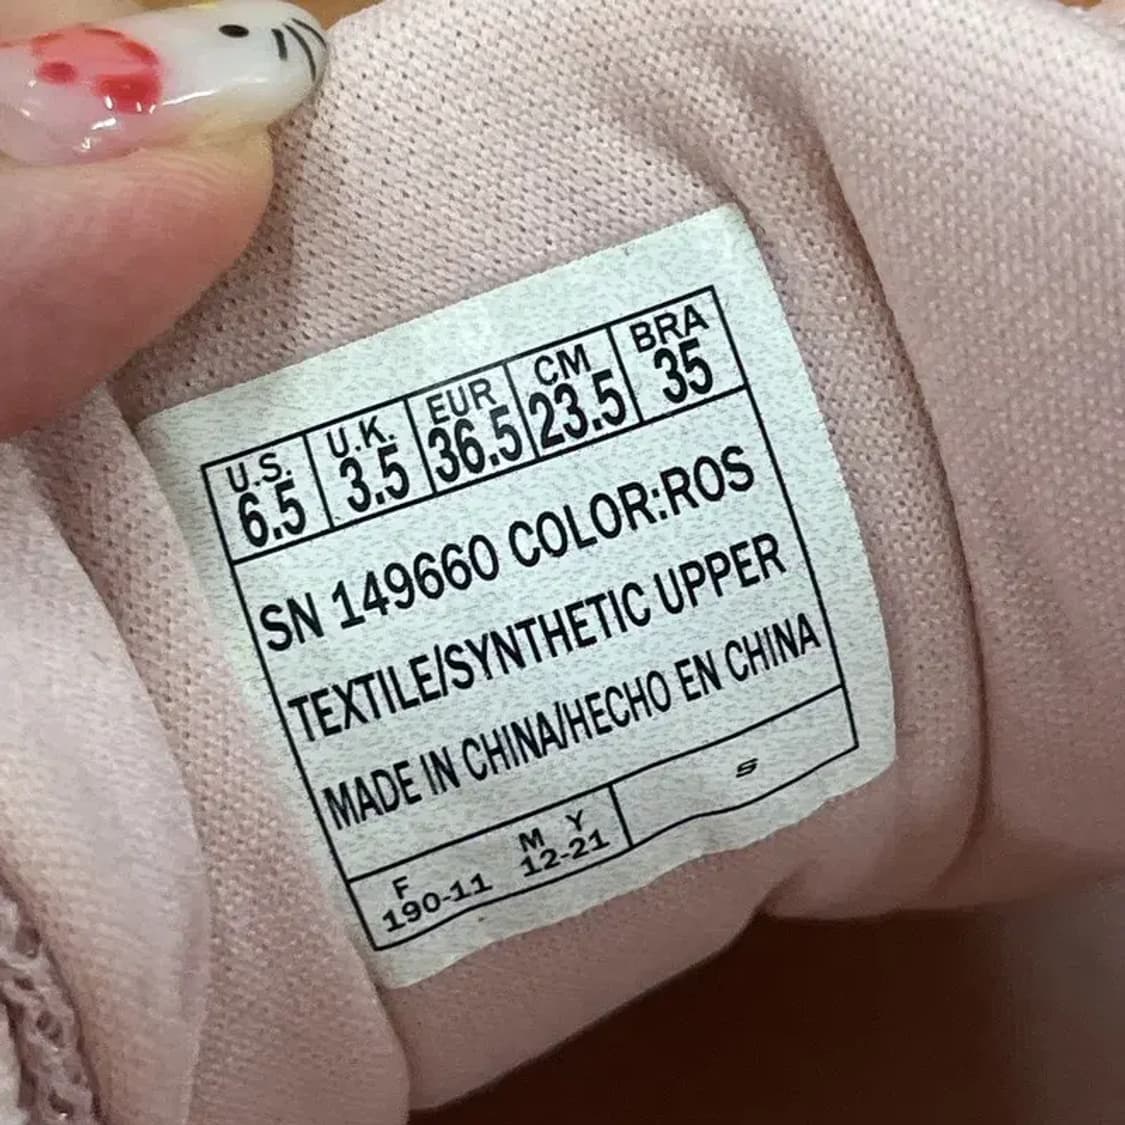 U.S. U.K. EUR CM BRA
6.5 3.5 36.5 23.5 35
SN 149660 COLOR:ROS
TEXTILE/SYNTHETIC UPPER
MADE IN CHINA/HECHO EN CHINA
F M Y S
190-11 12-21